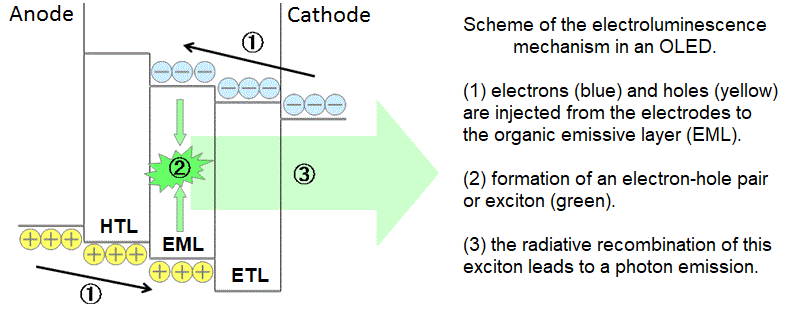 Anode
Cathode
①
②
③
HTL
EML
ETL
①
Scheme of the electroluminescence
mechanism in an OLED.
(1) electrons (blue) and holes (yellow)
are injected from the electrodes to
the organic emissive layer (EML).
(2) formation of an electron-hole pair
or exciton (green).
(3) the radiative recombination of this
exciton leads to a photon emission.